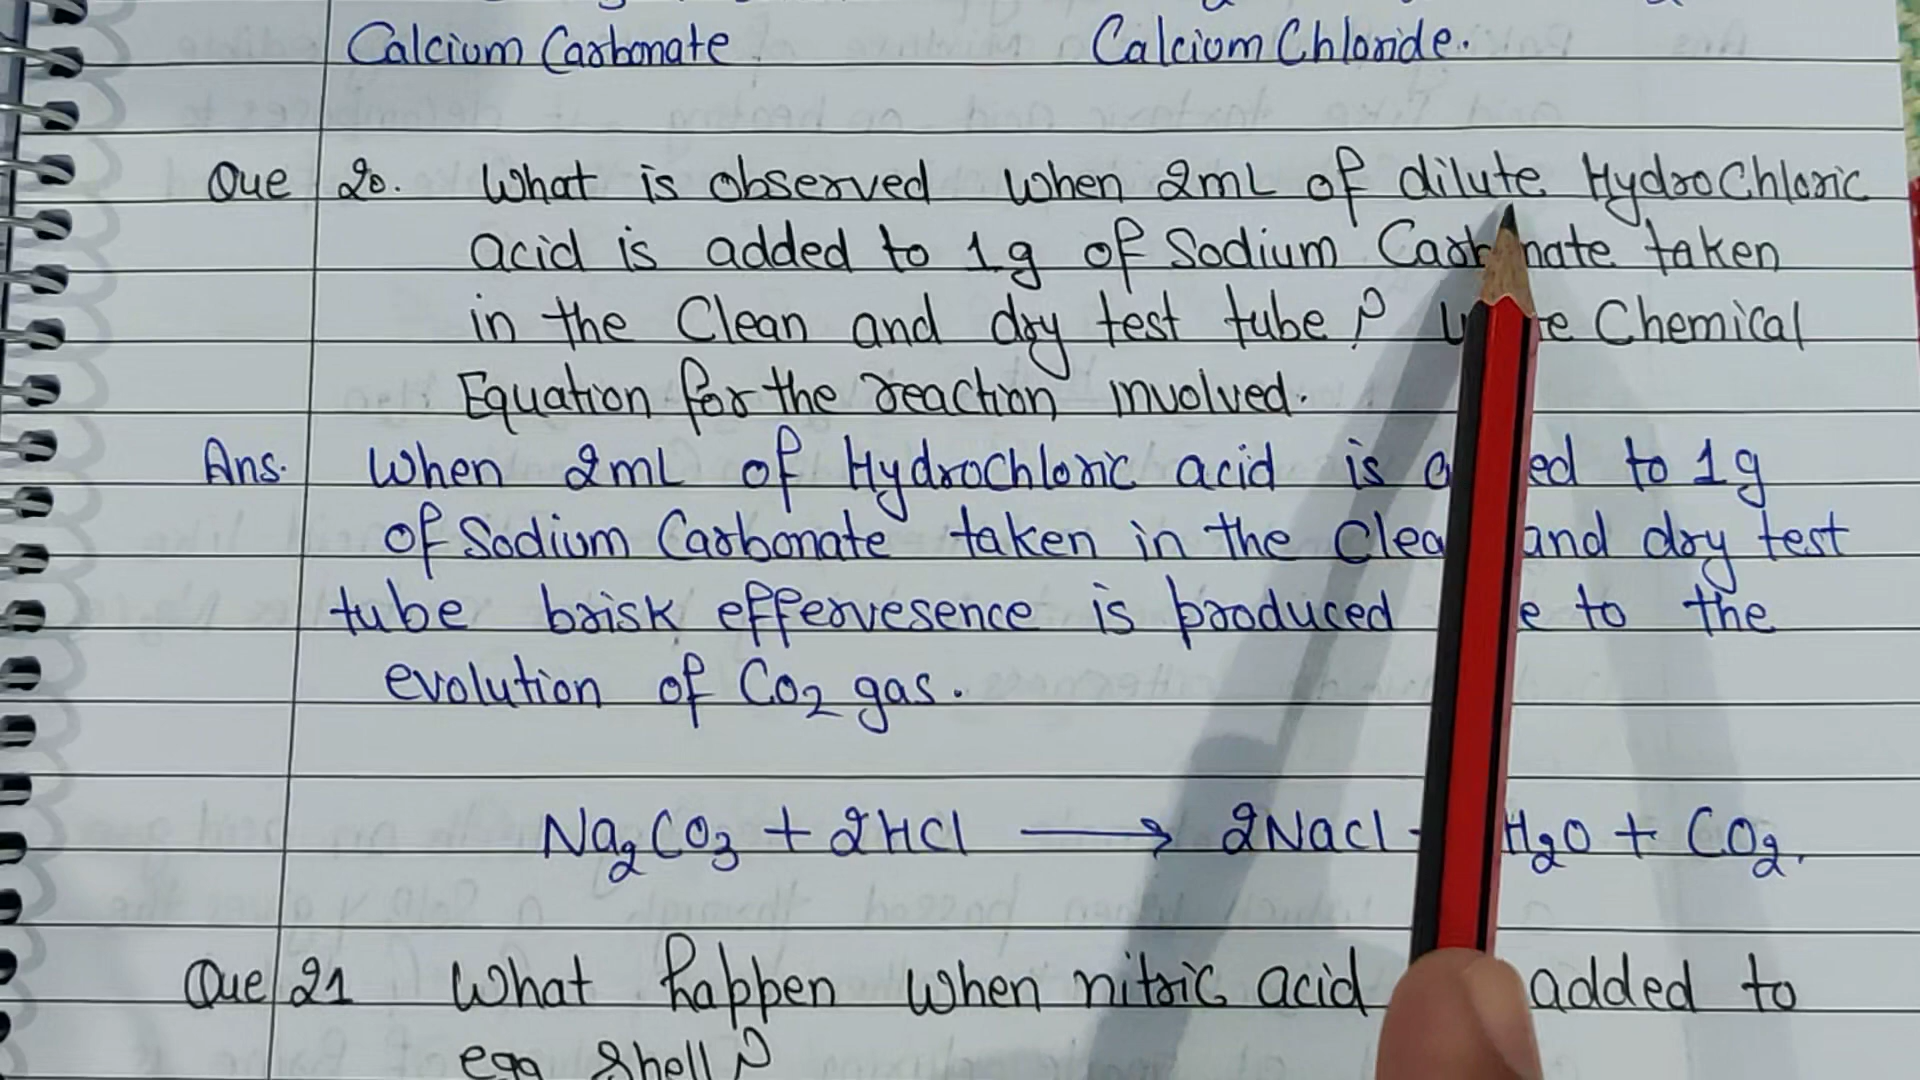 Calcium Carbonate Calcium Chloride.
Que 20. What is observed when 2mL of dilute HydroChloric
acid is added to 1g of Sodium Carbonate taken
in the Clean and dry test tube? Chemical
Equation for the reaction involved.
Ans. When 2mL of Hydrochloric acid is added to 1g
of Sodium Carbonate taken in the Clean and dry test
tube brisk effervesence is produced to the
evolution of CO2 gas.
Na2CO3 + 2HCl → 2NaCl H2O + CO2.
Que 21 What happen when nitric acid added to
egg Shell?